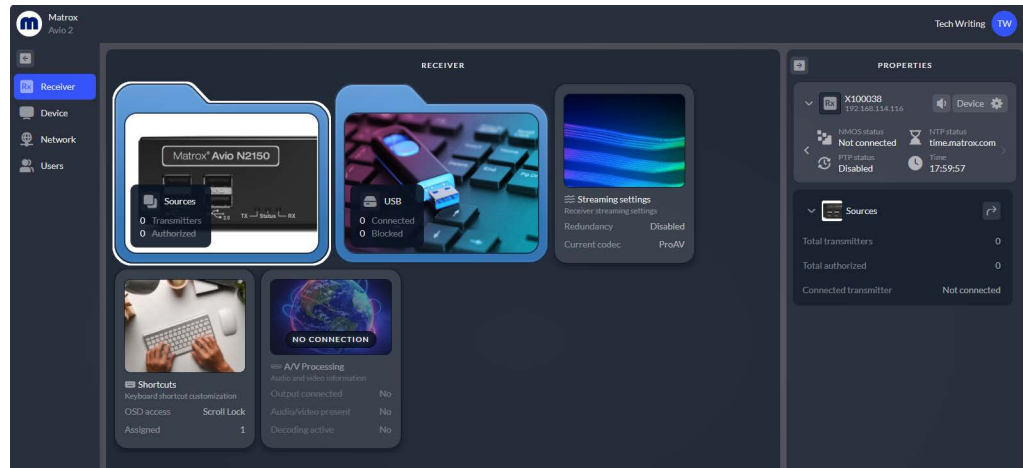 Matrox
Avio 2
Tech Writing TW
Rx Receiver
Device
Network
Users
RECEIVER
Matrox® Avio N2150
TX Status RX
Sources
0 Transmitters
0 Authorized
USB
0 Connected
0 Blocked
Streaming settings
Receiver streaming settings
Redundancy Disabled
Current codec ProAV
Shortcuts
Keyboard shortcut customization
OSD access Scroll Lock
Assigned 1
NO CONNECTION
A/V Processing
Audio and video information
Output connected No
Audio/video present No
Decoding active No
PROPERTIES
Rx X100038 Device
192.168.114.116
NMOS status NTP status
Not connected time.matrox.com
PTP status Time
Disabled 17:59:57
Sources
Total transmitters 0
Total authorized 0
Connected transmitter Not connected